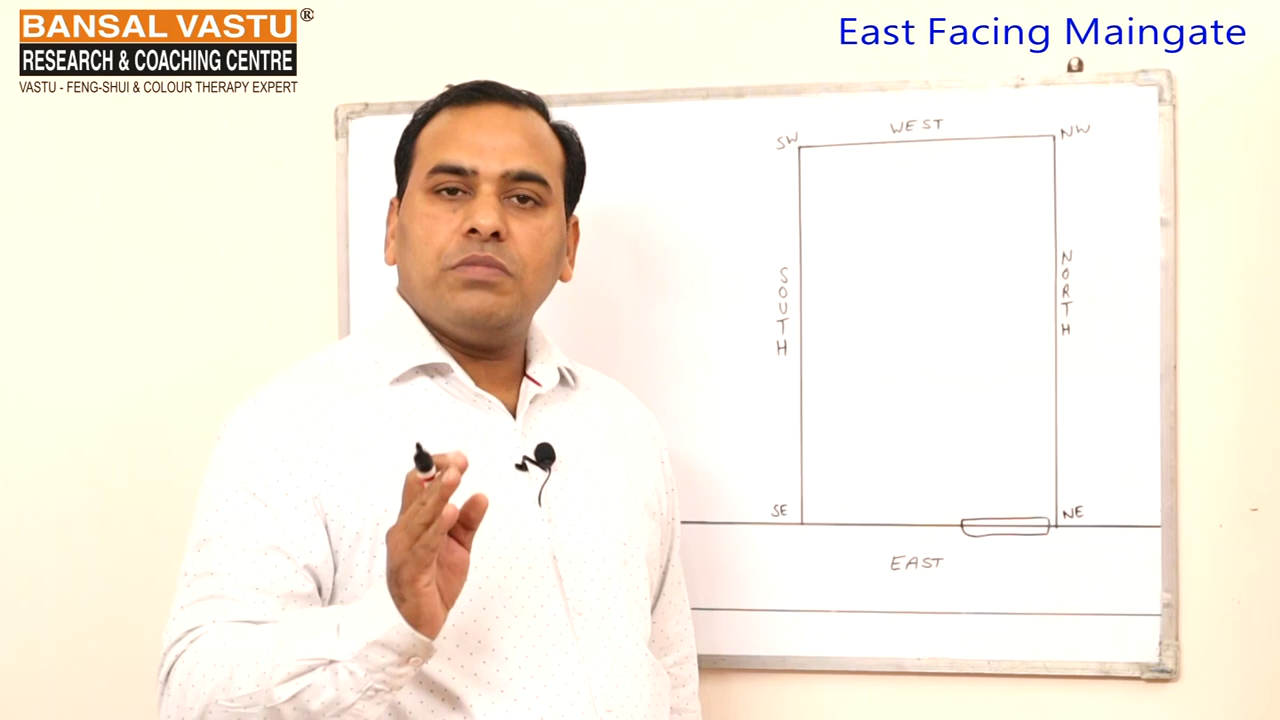 BANSAL VASTU®
RESEARCH & COACHING CENTRE
VASTU - FENG-SHUI & COLOUR THERAPY EXPERT
East Facing Maingate
SW
WEST
NW
SOUTH
NORTH
SE
NE
EAST